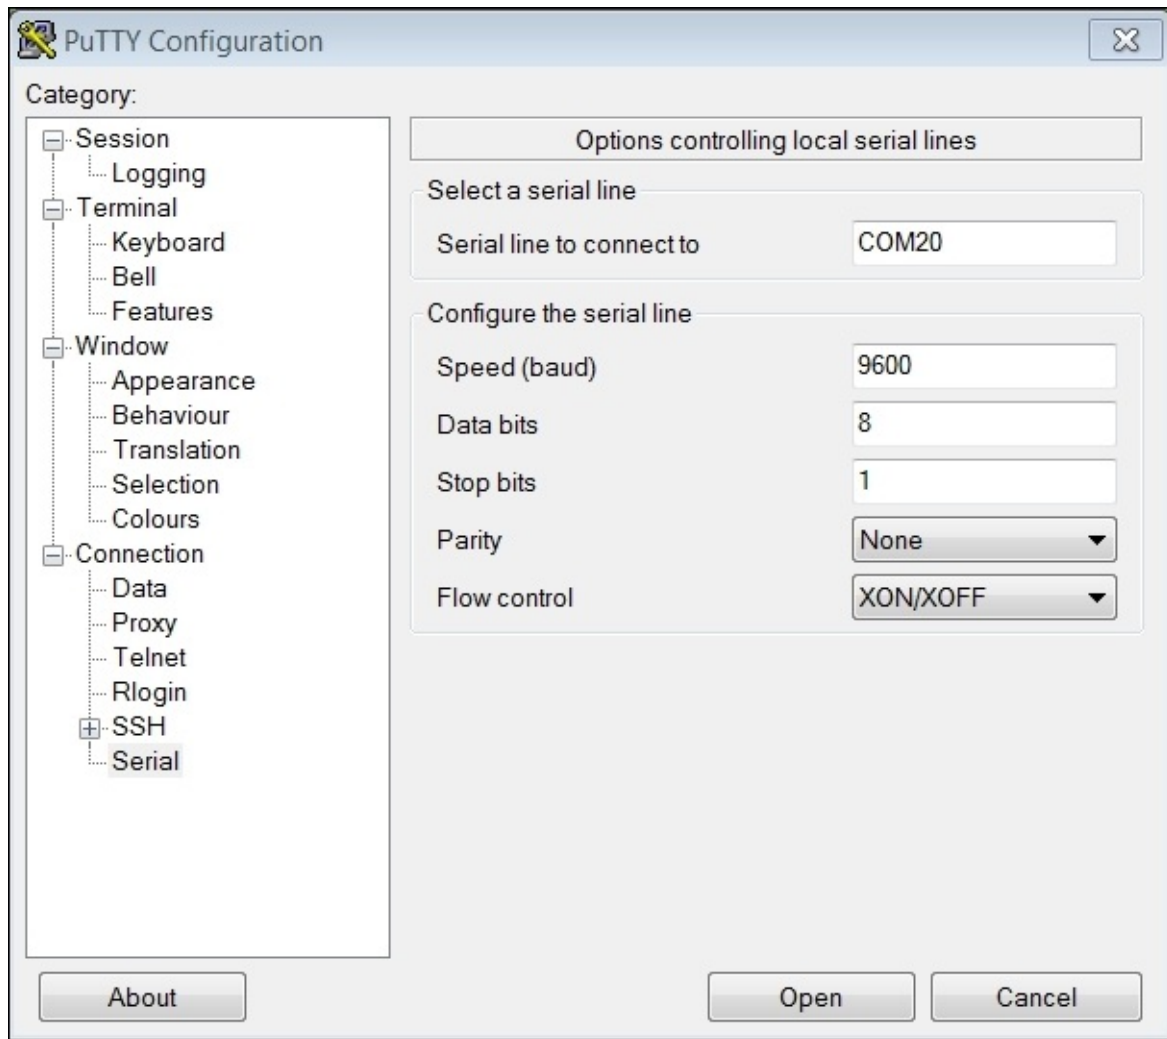 PuTTY Configuration
Category:
Session
Logging
Terminal
Keyboard
Bell
Features
Window
Appearance
Behaviour
Translation
Selection
Colours
Connection
Data
Proxy
Telnet
Rlogin
SSH
Serial
Options controlling local serial lines
Select a serial line
Serial line to connect to COM20
Configure the serial line
Speed (baud) 9600
Data bits 8
Stop bits 1
Parity None
Flow control XON/XOFF
About Open Cancel